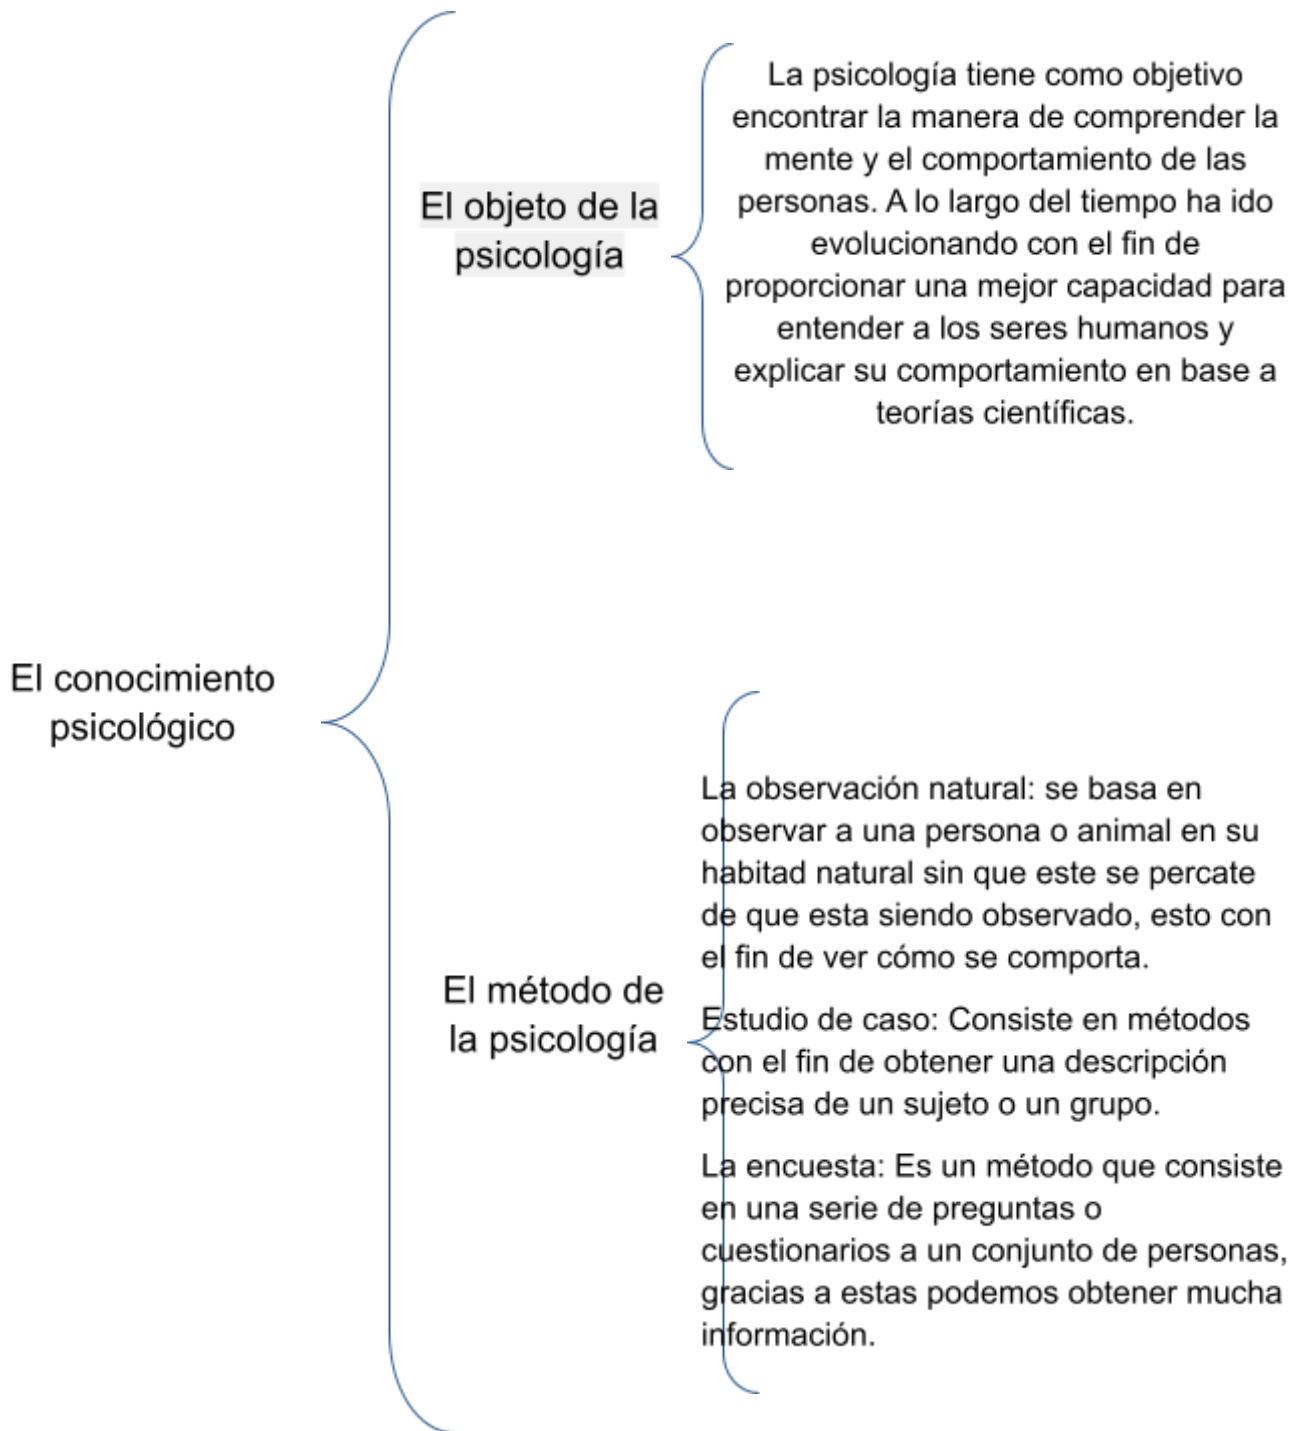 El conocimiento
psicológico
El objeto de la
psicología
La psicología tiene como objetivo
encontrar la manera de comprender la
mente y el comportamiento de las
personas. A lo largo del tiempo ha ido
evolucionando con el fin de
proporcionar una mejor capacidad para
entender a los seres humanos y
explicar su comportamiento en base a
teorías científicas.
El método de
la psicología
La observación natural: se basa en
observar a una persona o animal en su
habitad natural sin que este se percate
de que esta siendo observado, esto con
el fin de ver cómo se comporta.
Estudio de caso: Consiste en métodos
con el fin de obtener una descripción
precisa de un sujeto o un grupo.
La encuesta: Es un método que consiste
en una serie de preguntas o
cuestionarios a un conjunto de personas,
gracias a estas podemos obtener mucha
información.